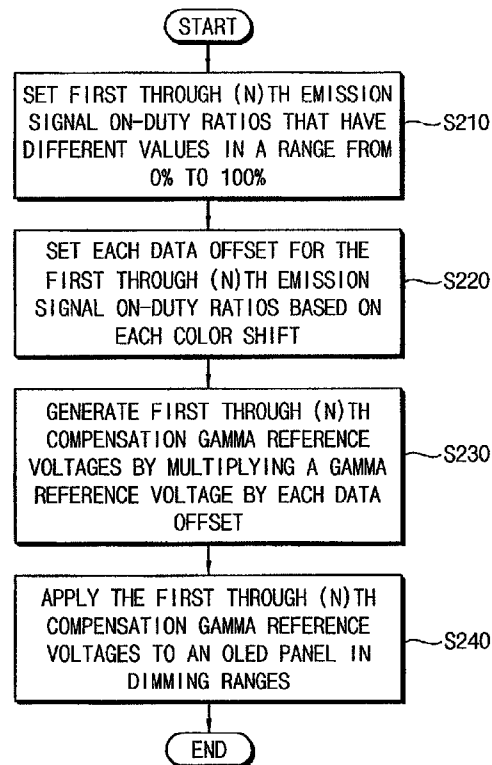 START
SET FIRST THROUGH (N)TH EMISSION
SIGNAL ON-DUTY RATIOS THAT HAVE
DIFFERENT VALUES IN A RANGE FROM
0% TO 100%
S210
SET EACH DATA OFFSET FOR THE
FIRST THROUGH (N)TH EMISSION
SIGNAL ON-DUTY RATIOS BASED ON
EACH COLOR SHIFT
S220
GENERATE FIRST THROUGH (N)TH
COMPENSATION GAMMA REFERENCE
VOLTAGES BY MULTIPLYING A GAMMA
REFERENCE VOLTAGE BY EACH DATA
OFFSET
S230
APPLY THE FIRST THROUGH (N)TH
COMPENSATION GAMMA REFERENCE
VOLTAGES TO AN OLED PANEL IN
DIMMING RANGES
S240
END